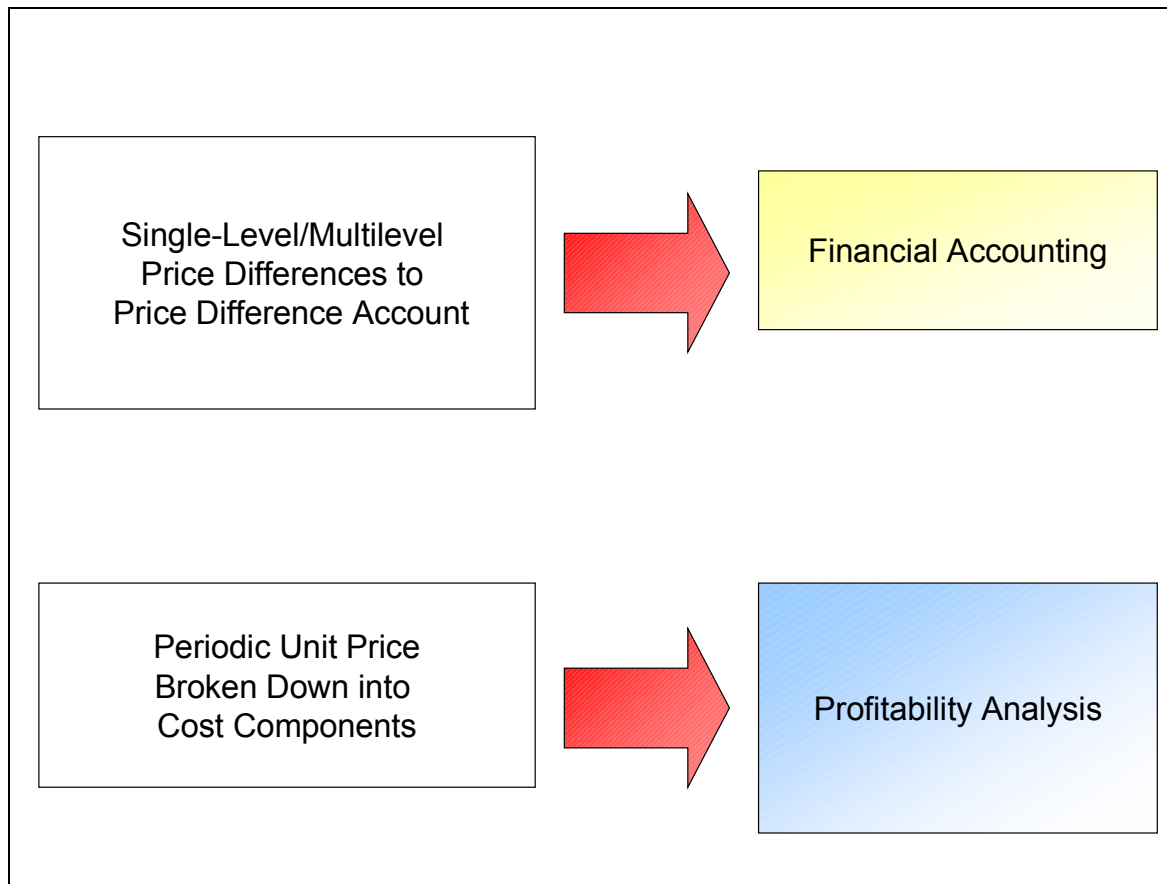 Single-Level/Multilevel
Price Differences to
Price Difference Account
Financial Accounting
Periodic Unit Price
Broken Down into
Cost Components
Profitability Analysis